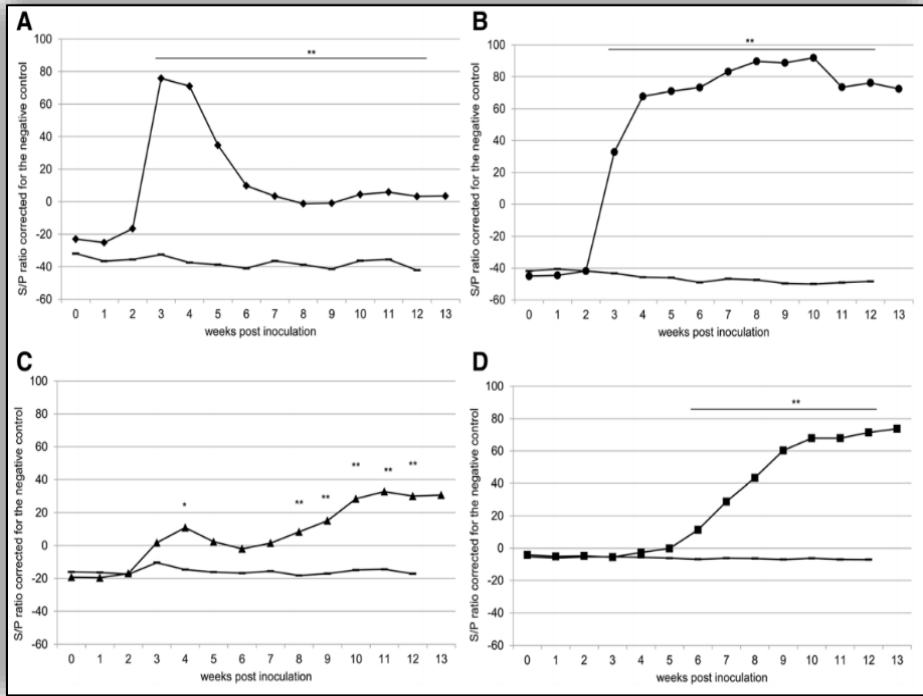 A
S/P ratio corrected for the negative control
100
80
60
40
20
0
-20
-40
-60
**
0 1 2 3 4 5 6 7 8 9 10 11 12 13
weeks post inoculation
B
S/P ratio corrected for the negative control
100
80
60
40
20
0
-20
-40
-60
**
0 1 2 3 4 5 6 7 8 9 10 11 12 13
weeks post inoculation
C
S/P ratio corrected for the negative control
100
80
60
40
20
0
-20
-40
-60
* ** ** ** ** **
0 1 2 3 4 5 6 7 8 9 10 11 12 13
weeks post inoculation
D
S/P ratio corrected for the negative control
100
80
60
40
20
0
-20
-40
-60
**
0 1 2 3 4 5 6 7 8 9 10 11 12 13
weeks post inoculation